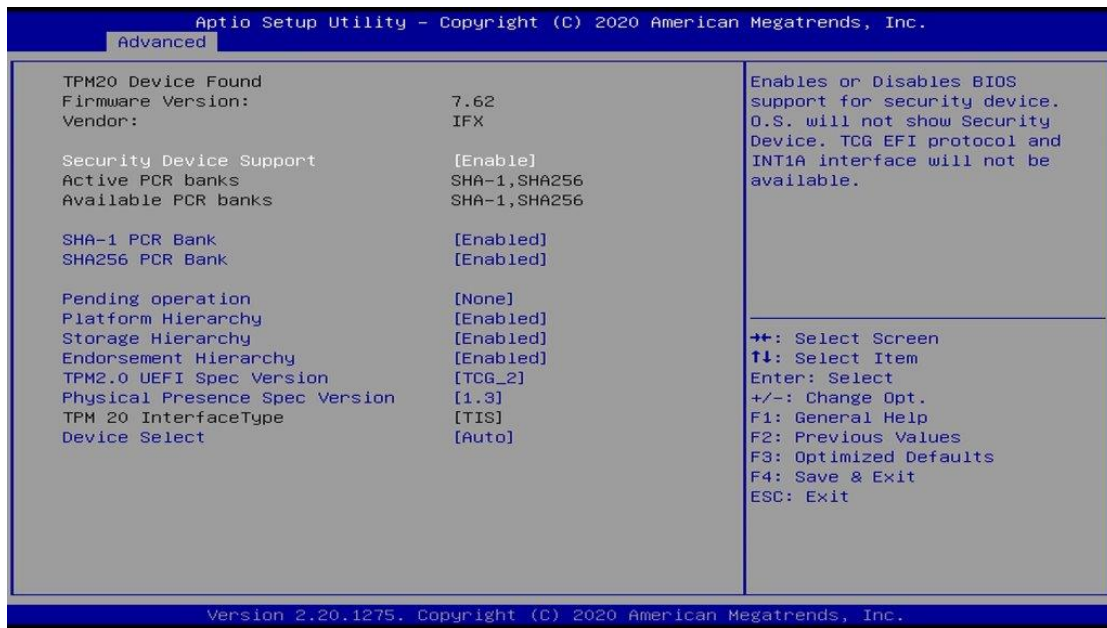 Aptio Setup Utility – Copyright (C) 2020 American Megatrends, Inc.
Advanced
TPM20 Device Found
Firmware Version: 7.62
Vendor: IFX
Security Device Support [Enable]
Active PCR banks SHA-1,SHA256
Available PCR banks SHA-1,SHA256
SHA-1 PCR Bank [Enabled]
SHA256 PCR Bank [Enabled]
Pending operation [None]
Platform Hierarchy [Enabled]
Storage Hierarchy [Enabled]
Endorsement Hierarchy [Enabled]
TPM2.0 UEFI Spec Version [TCG_2]
Physical Presence Spec Version [1.3]
TPM 20 InterfaceType [TIS]
Device Select [Auto]
Enables or Disables BIOS
support for security device.
O.S. will not show Security
Device. TCG EFI protocol and
INT1A interface will not be
available.
→←: Select Screen
↑↓: Select Item
Enter: Select
+/-: Change Opt.
F1: General Help
F2: Previous Values
F3: Optimized Defaults
F4: Save & Exit
ESC: Exit
Version 2.20.1275. Copyright (C) 2020 American Megatrends, Inc.